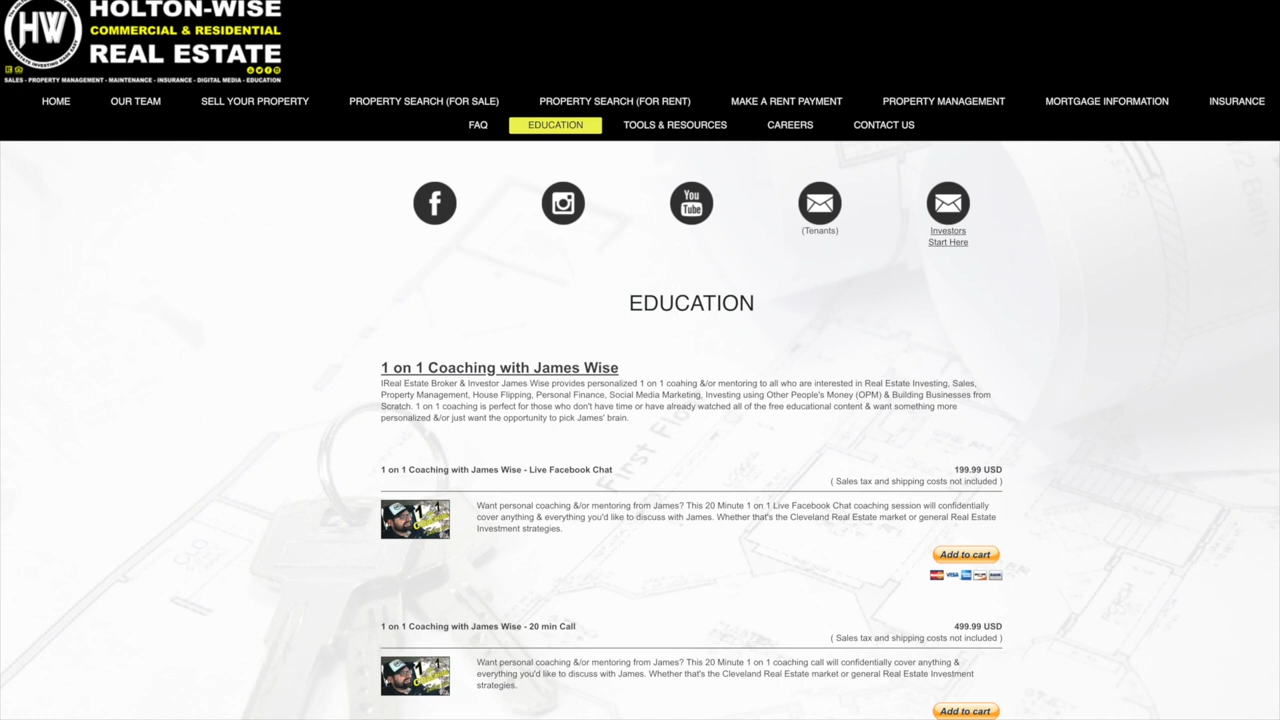 HOLTON-WISE
COMMERCIAL & RESIDENTIAL
REAL ESTATE
HW
SALES - PROPERTY MANAGEMENT - MAINTENANCE - INSURANCE - DIGITAL MEDIA - EDUCATION
HOME OUR TEAM SELL YOUR PROPERTY PROPERTY SEARCH (FOR SALE) PROPERTY SEARCH (FOR RENT) MAKE A RENT PAYMENT PROPERTY MANAGEMENT MORTGAGE INFORMATION INSURANCE
FAQ EDUCATION TOOLS & RESOURCES CAREERS CONTACT US
You
Tube
(Tenants)
Investors
Start Here
EDUCATION
1 on 1 Coaching with James Wise
IReal Estate Broker & Investor James Wise provides personalized 1 on 1 coahing &/or mentoring to all who are interested in Real Estate Investing, Sales,
Property Management, House Flipping, Personal Finance, Social Media Marketing, Investing using Other People's Money (OPM) & Building Businesses from
Scratch. 1 on 1 coaching is perfect for those who don't have time or have already watched all of the free educational content & want something more
personalized &/or just want the opportunity to pick James' brain.
First Flo
1 on 1 Coaching with James Wise - Live Facebook Chat 199.99 USD
( Sales tax and shipping costs not included )
Want personal coaching &/or mentoring from James? This 20 Minute 1 on 1 Live Facebook Chat coaching session will confidentially
cover anything & everything you'd like to discuss with James. Whether that's the Cleveland Real Estate market or general Real Estate
Investment strategies.
Add to cart
VISA
1 on 1 Coaching with James Wise - 20 min Call 499.99 USD
( Sales tax and shipping costs not included )
Want personal coaching &/or mentoring from James? This 20 Minute 1 on 1 coaching call will confidentially cover anything &
everything you'd like to discuss with James. Whether that's the Cleveland Real Estate market or general Real Estate Investment
strategies.
Add to cart